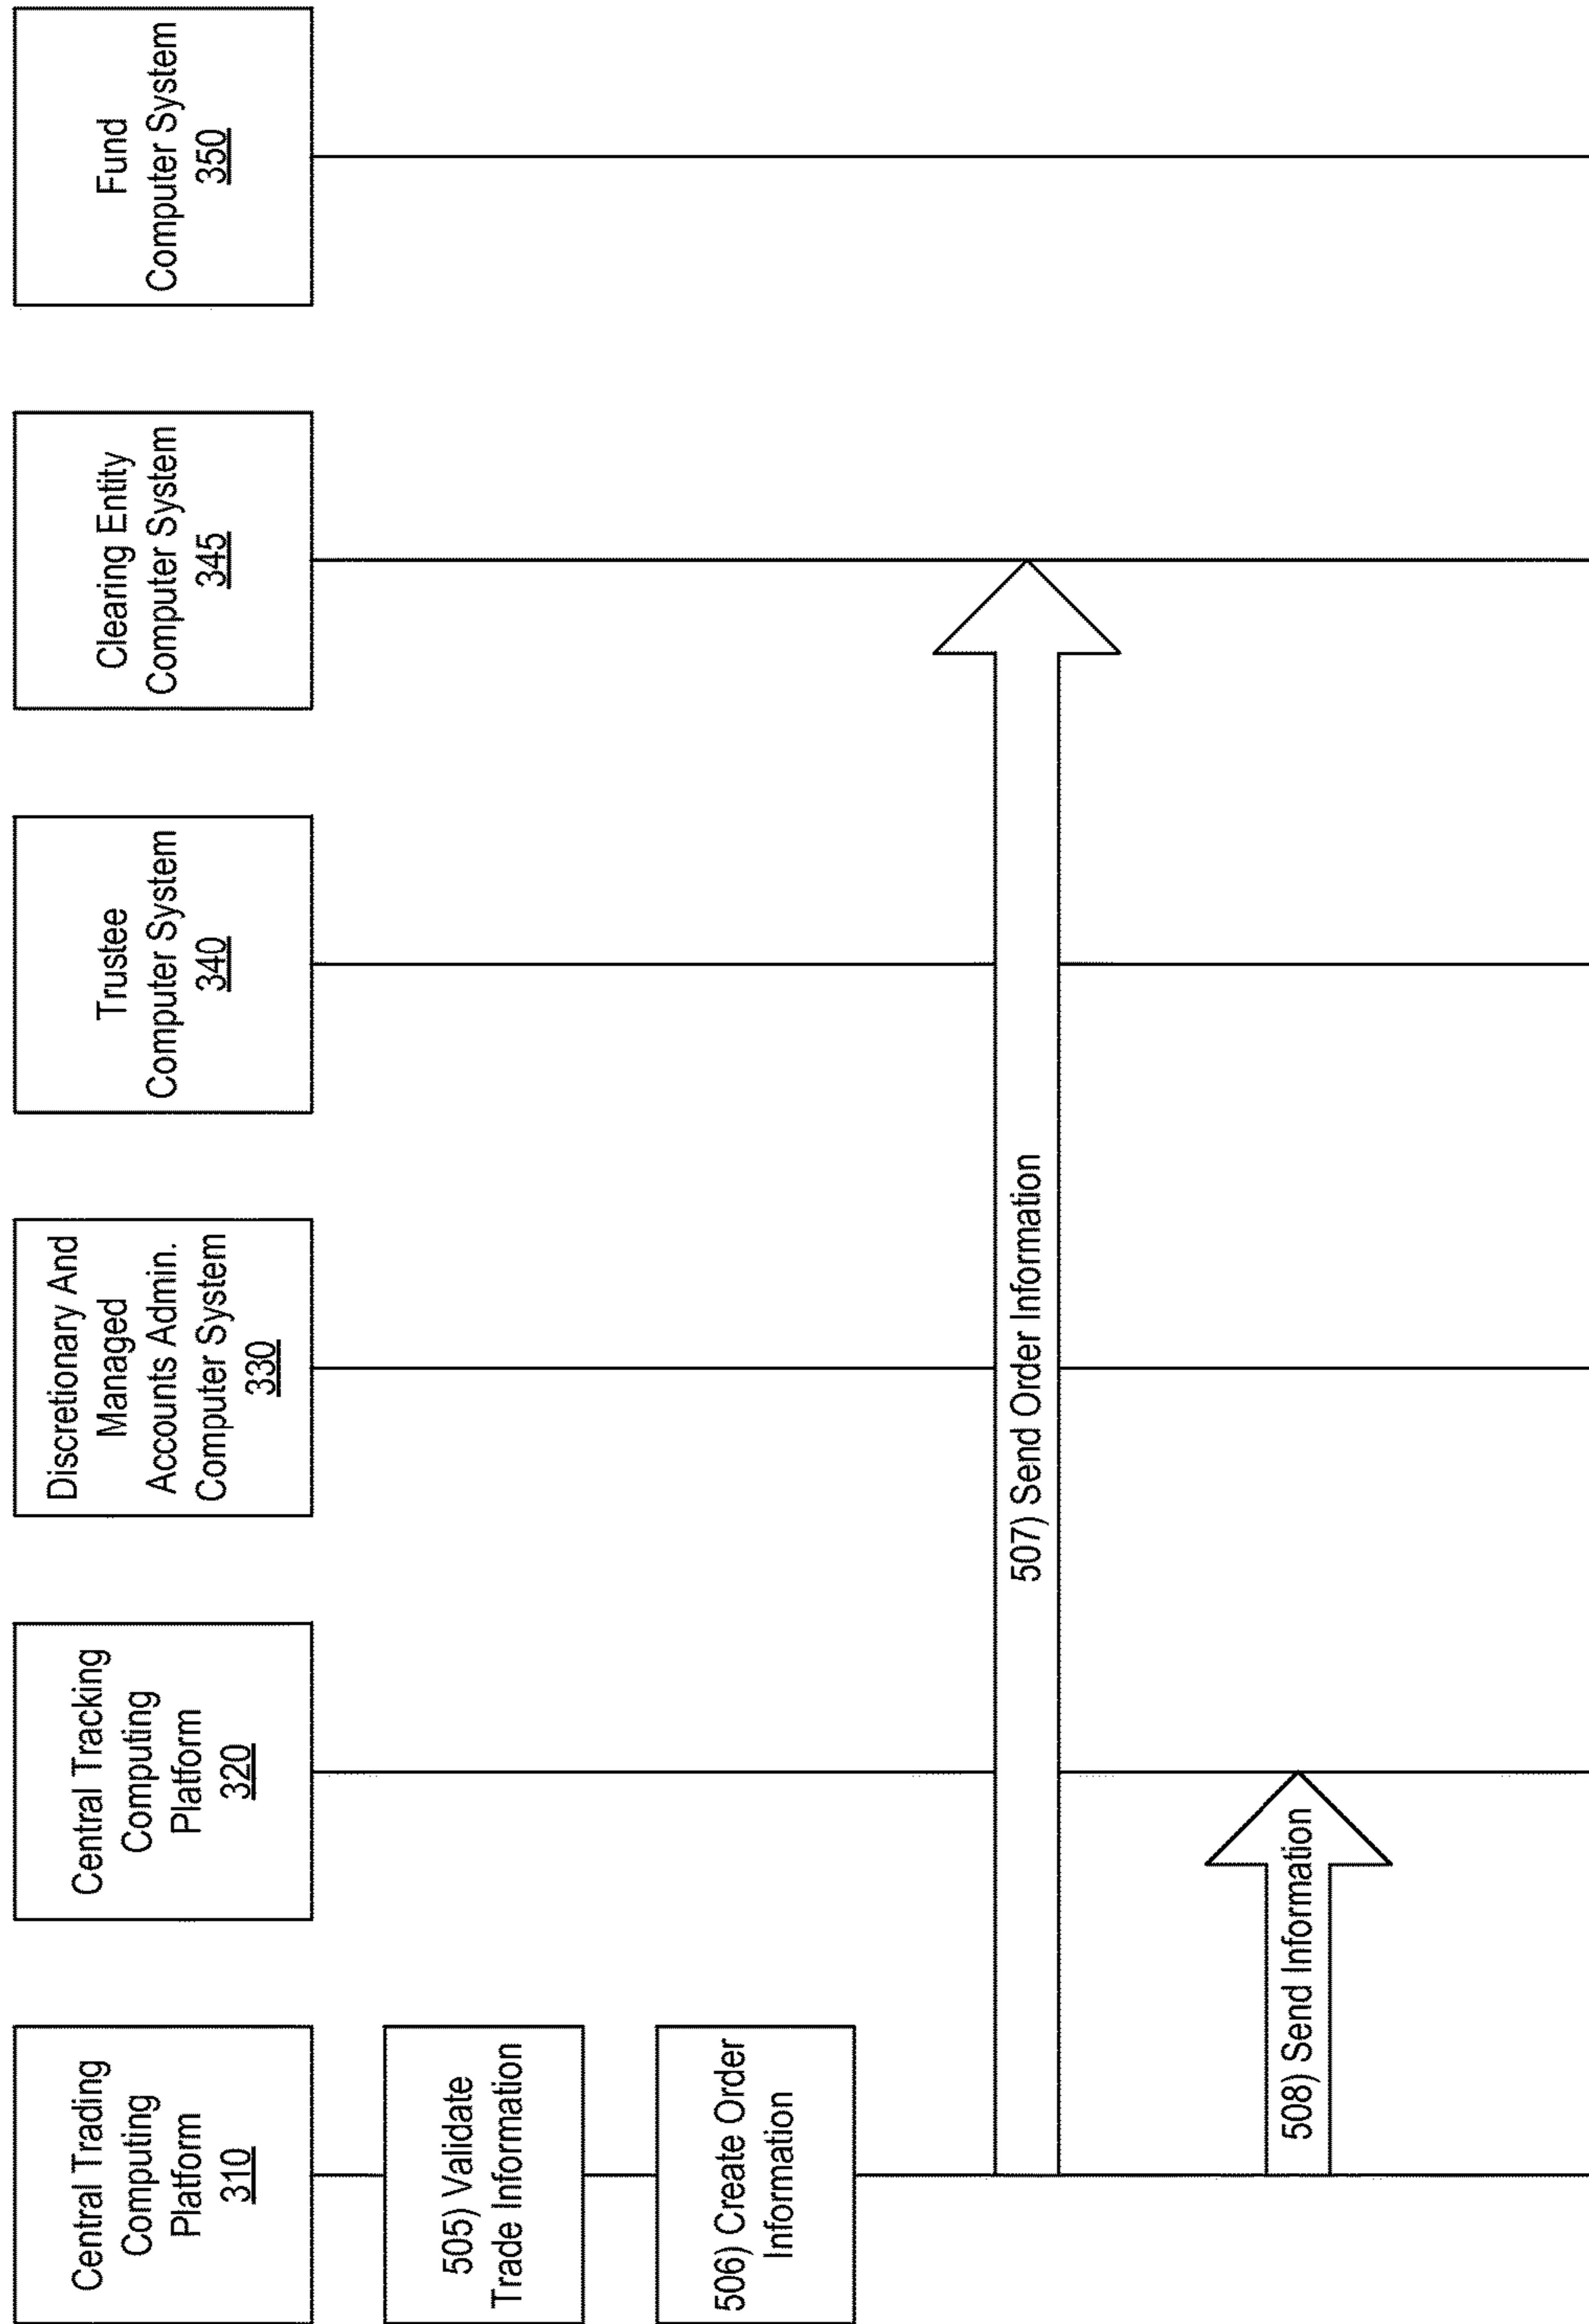 Central Trading
Computing
Platform
310
Central Tracking
Computing
Platform
320
Discretionary And
Managed
Accounts Admin.
Computer System
330
Trustee
Computer System
340
Clearing Entity
Computer System
345
Fund
Computer System
350
505) Validate
Trade Information
506) Create Order
Information
507) Send Order Information
508) Send Information